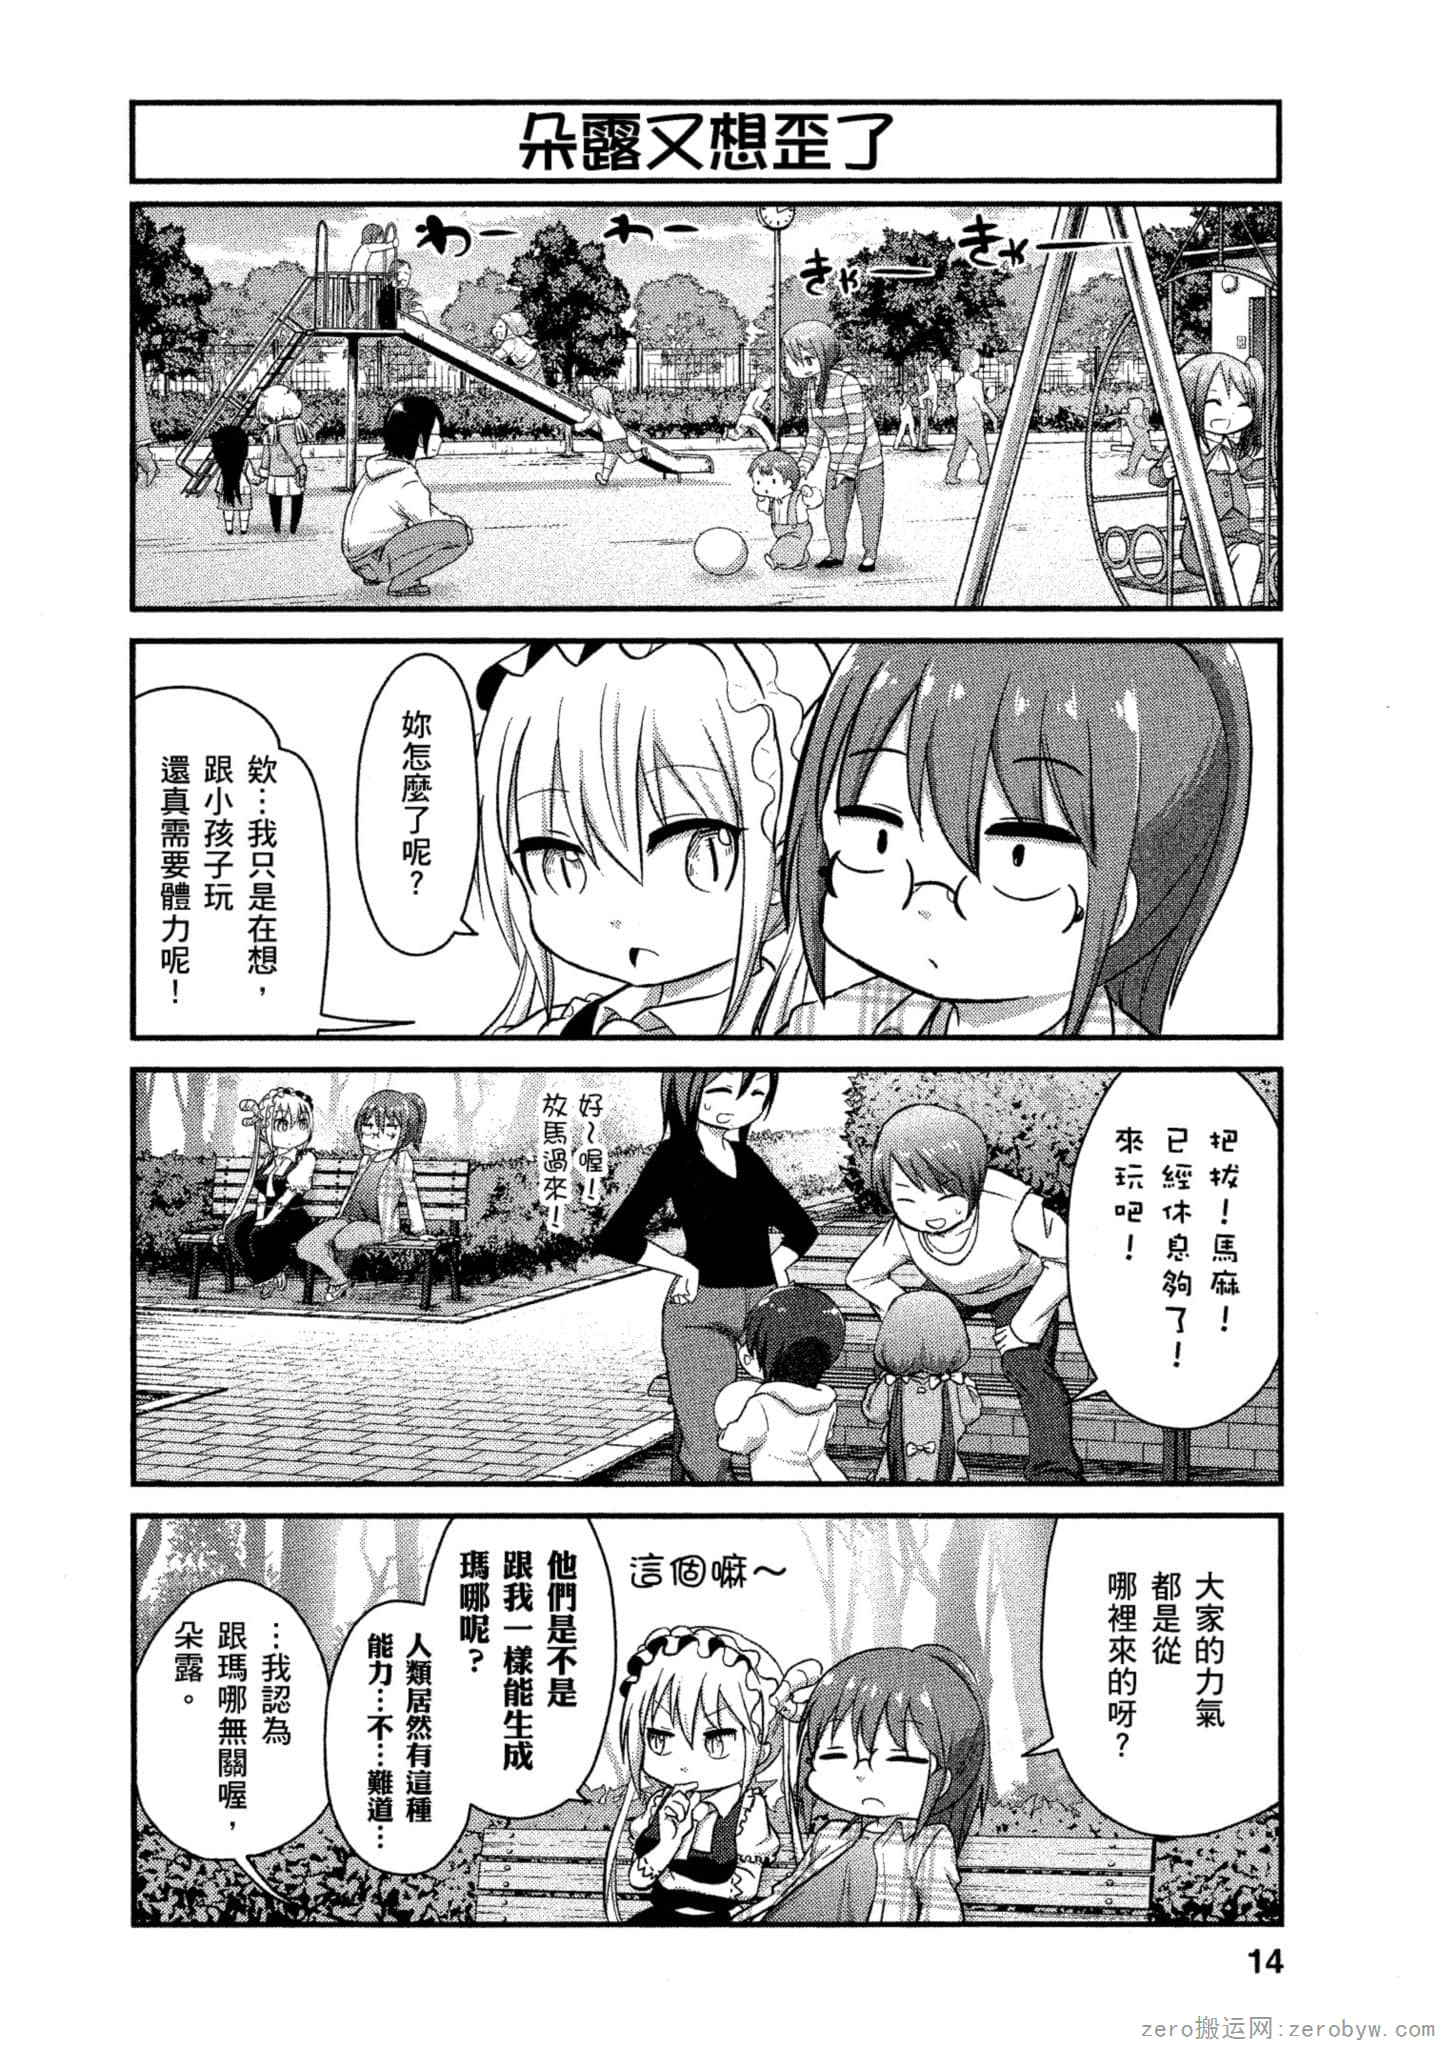 朵露又想歪了
わー
わー
きゃー
きゃー
妳怎麼了呢？
欸…我只是在想，
跟小孩子玩
還真需要體力呢！
把拔！馬麻！
已經休息夠了！
來玩吧！
好～喔！
放馬過來！
大家的力氣
都是從
哪裡來的呀？
這個嘛～
他們是不是
跟我一樣能生成
瑪哪呢？
人類居然有這種
能力…不…難道…
…我認為
跟瑪哪無關喔，
朵露。
14
zero搬运网:zerobyw.com/